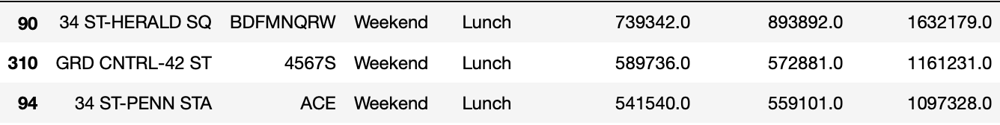 90 34 ST-HERALD SQ BDFMNQRW Weekend Lunch 739342.0 893892.0 1632179.0
310 GRD CNTRL-42 ST 4567S Weekend Lunch 589736.0 572881.0 1161231.0
94 34 ST-PENN STA ACE Weekend Lunch 541540.0 559101.0 1097328.0